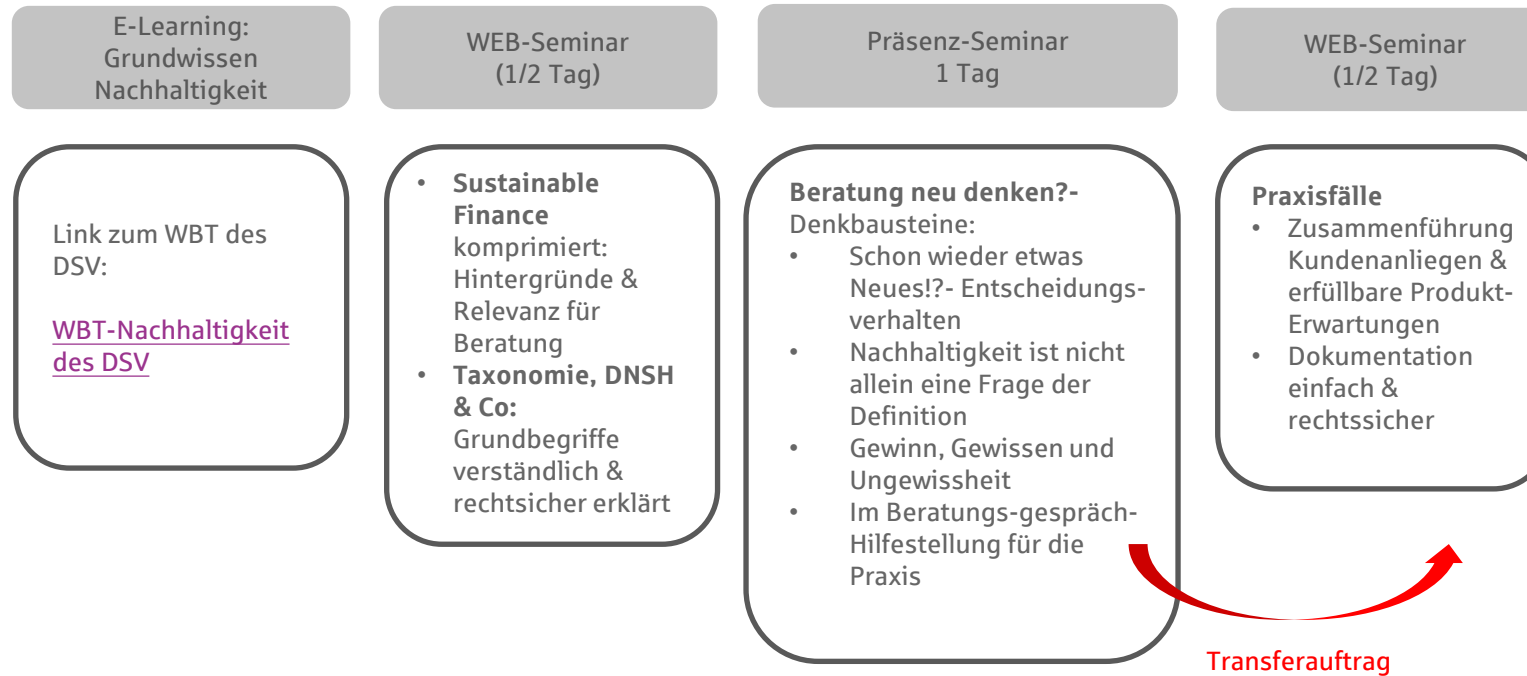 E-Learning:
Grundwissen
Nachhaltigkeit
WEB-Seminar
(1/2 Tag)
Präsenz-Seminar
1 Tag
WEB-Seminar
(1/2 Tag)
Link zum WBT des
DSV:
WBT-Nachhaltigkeit
des DSV
• Sustainable
Finance
komprimiert:
Hintergründe &
Relevanz für
Beratung
• Taxonomie, DNSH
& Co:
Grundbegriffe
verständlich &
rechtsicher erklärt
Beratung neu denken?-
Denkbausteine:
• Schon wieder etwas
Neues!?- Entscheidungs-
verhalten
• Nachhaltigkeit ist nicht
allein eine Frage der
Definition
• Gewinn, Gewissen und
Ungewissheit
• Im Beratungs-gespräch-
Hilfestellung für die
Praxis
Praxisfälle
• Zusammenführung
Kundenanliegen &
erfüllbare Produkt-
Erwartungen
• Dokumentation
einfach &
rechtssicher
Transferauftrag